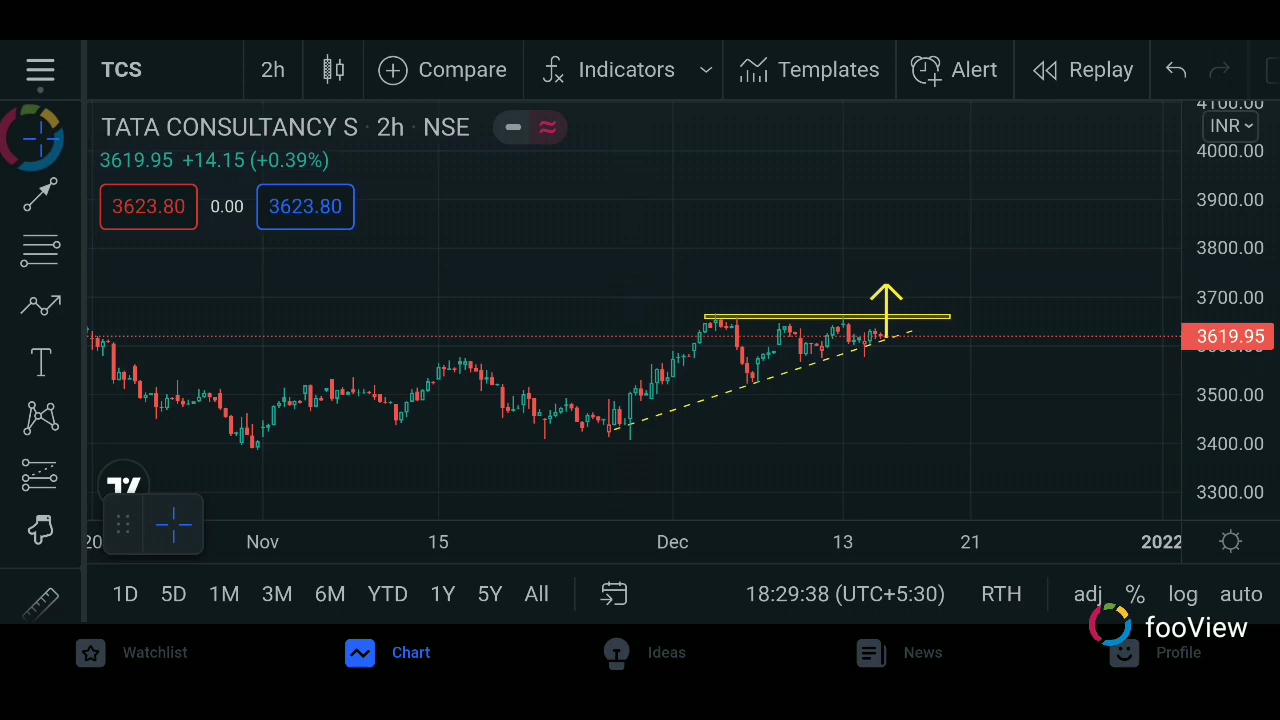 TCS 2h Compare Indicators Templates Alert Replay
TATA CONSULTANCY S · 2h · NSE
3619.95 +14.15 (+0.39%)
3623.80 0.00 3623.80
INR
4000.00
3900.00
3800.00
3700.00
3619.95
3500.00
3400.00
3300.00
Nov 15 Dec 13 21 2022
1D 5D 1M 3M 6M YTD 1Y 5Y All 18:29:38 (UTC+5:30) RTH adj % log auto
fooView
Watchlist Chart Ideas News Profile